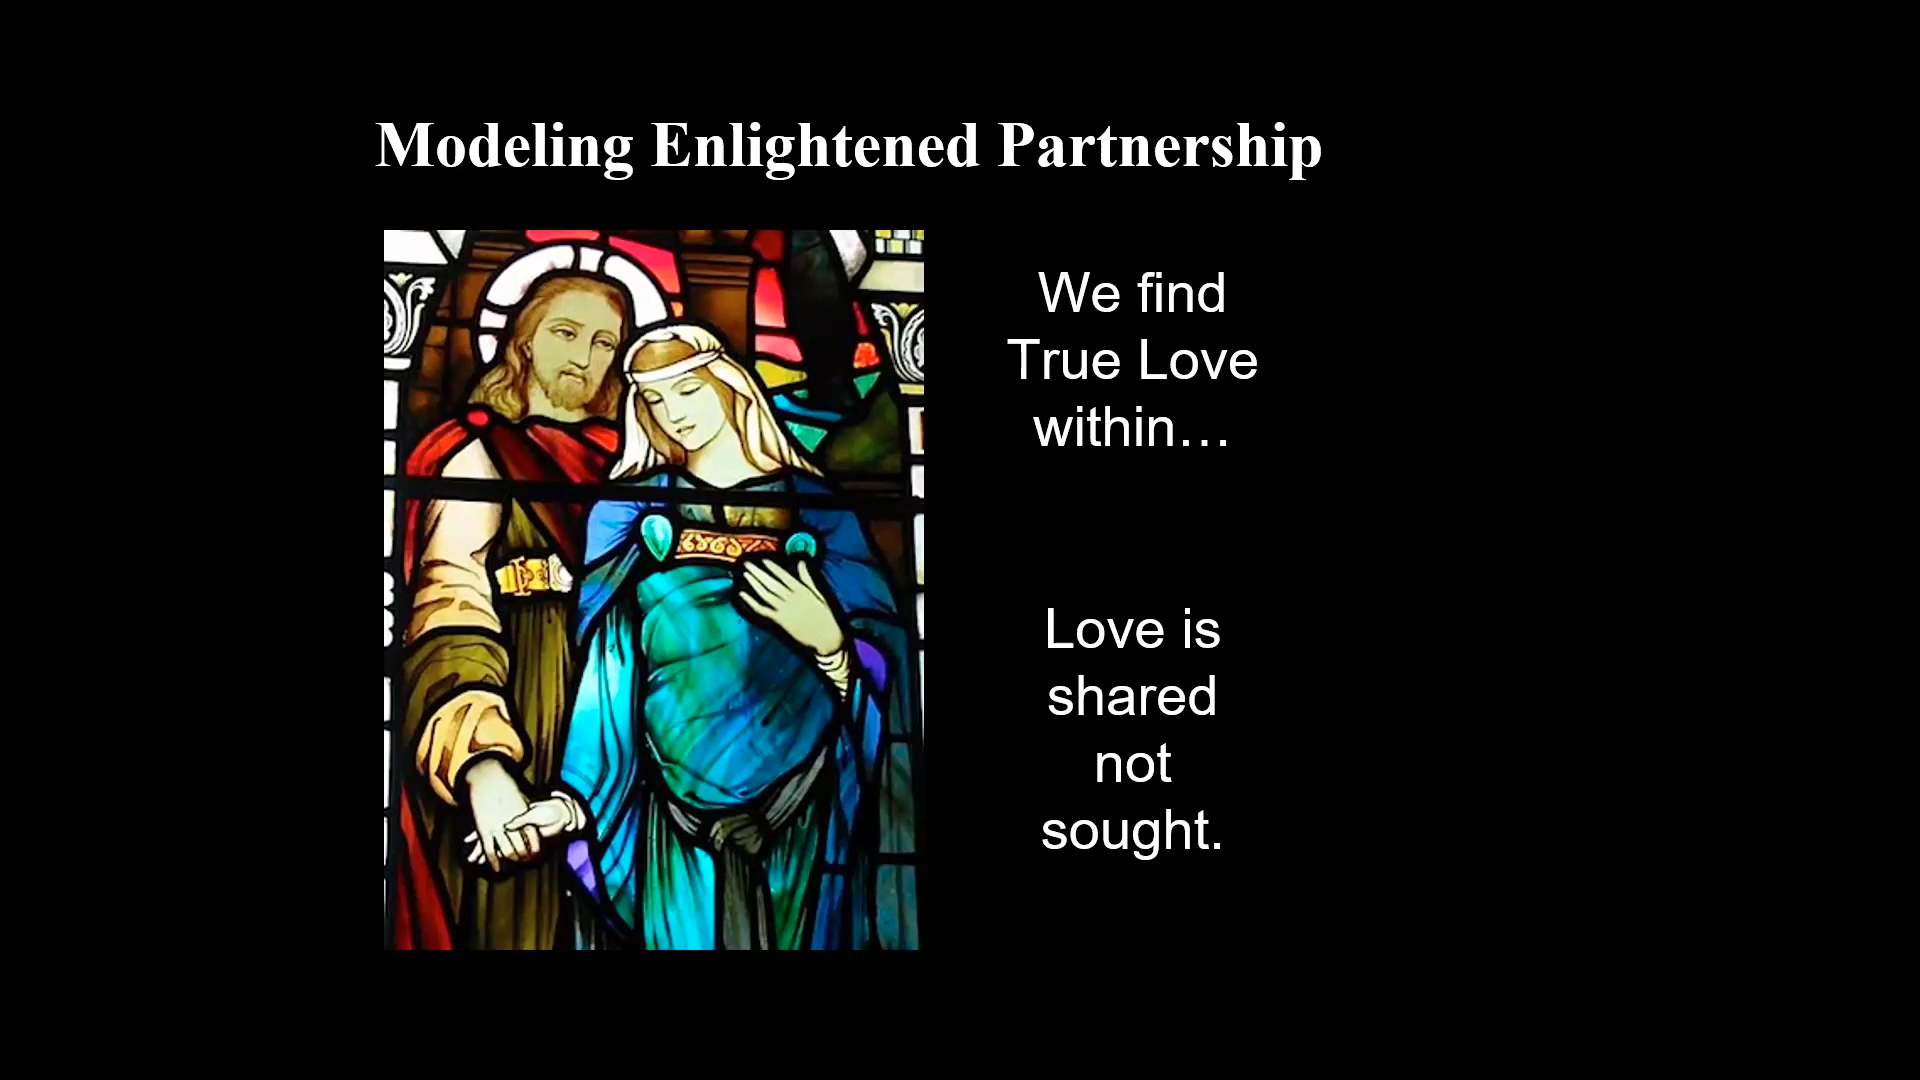 Modeling Enlightened Partnership
We find
True Love
within…
Love is
shared
not
sought.